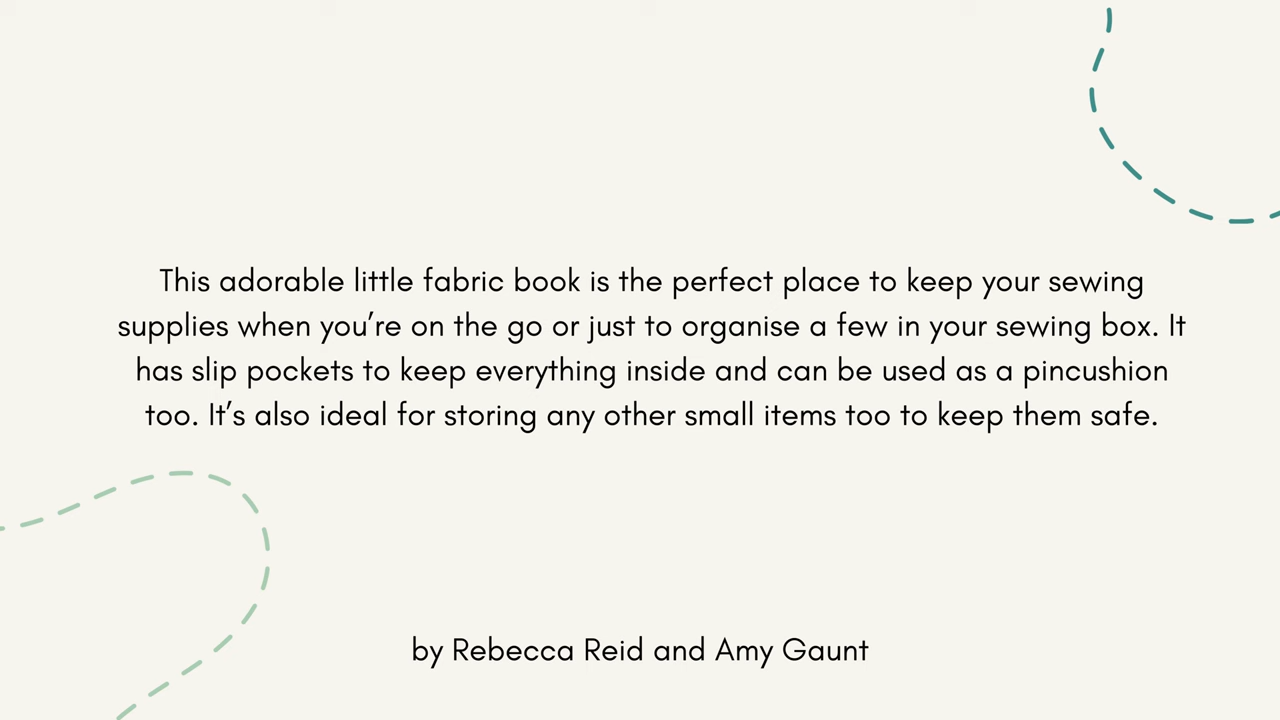 This adorable little fabric book is the perfect place to keep your sewing
supplies when you’re on the go or just to organise a few in your sewing box. It
has slip pockets to keep everything inside and can be used as a pincushion
too. It’s also ideal for storing any other small items too to keep them safe.
by Rebecca Reid and Amy Gaunt